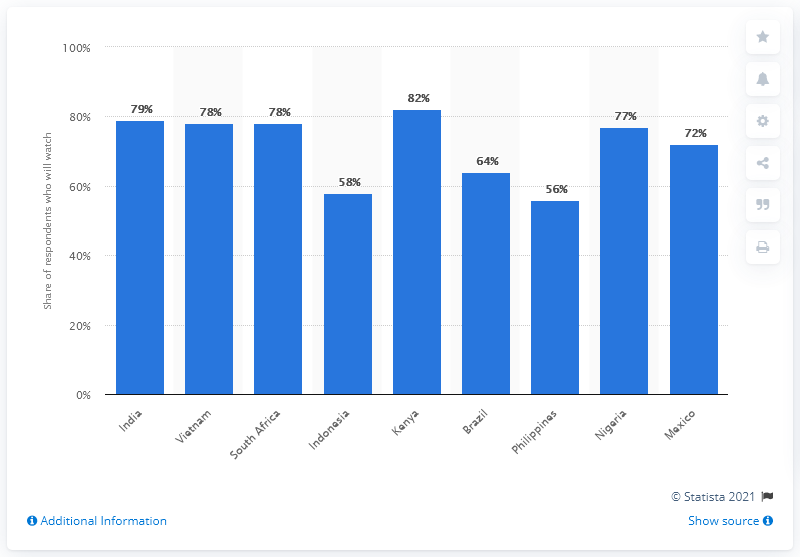 Share of respondents who will watch
100%
80%
60%
40%
20%
0%
79%
78%
78%
58%
82%
64%
56%
77%
72%
India
Vietnam
South Africa
Indonesia
Kenya
Brazil
Philippines
Nigeria
Mexico
© Statista 2021
Additional Information
Show source